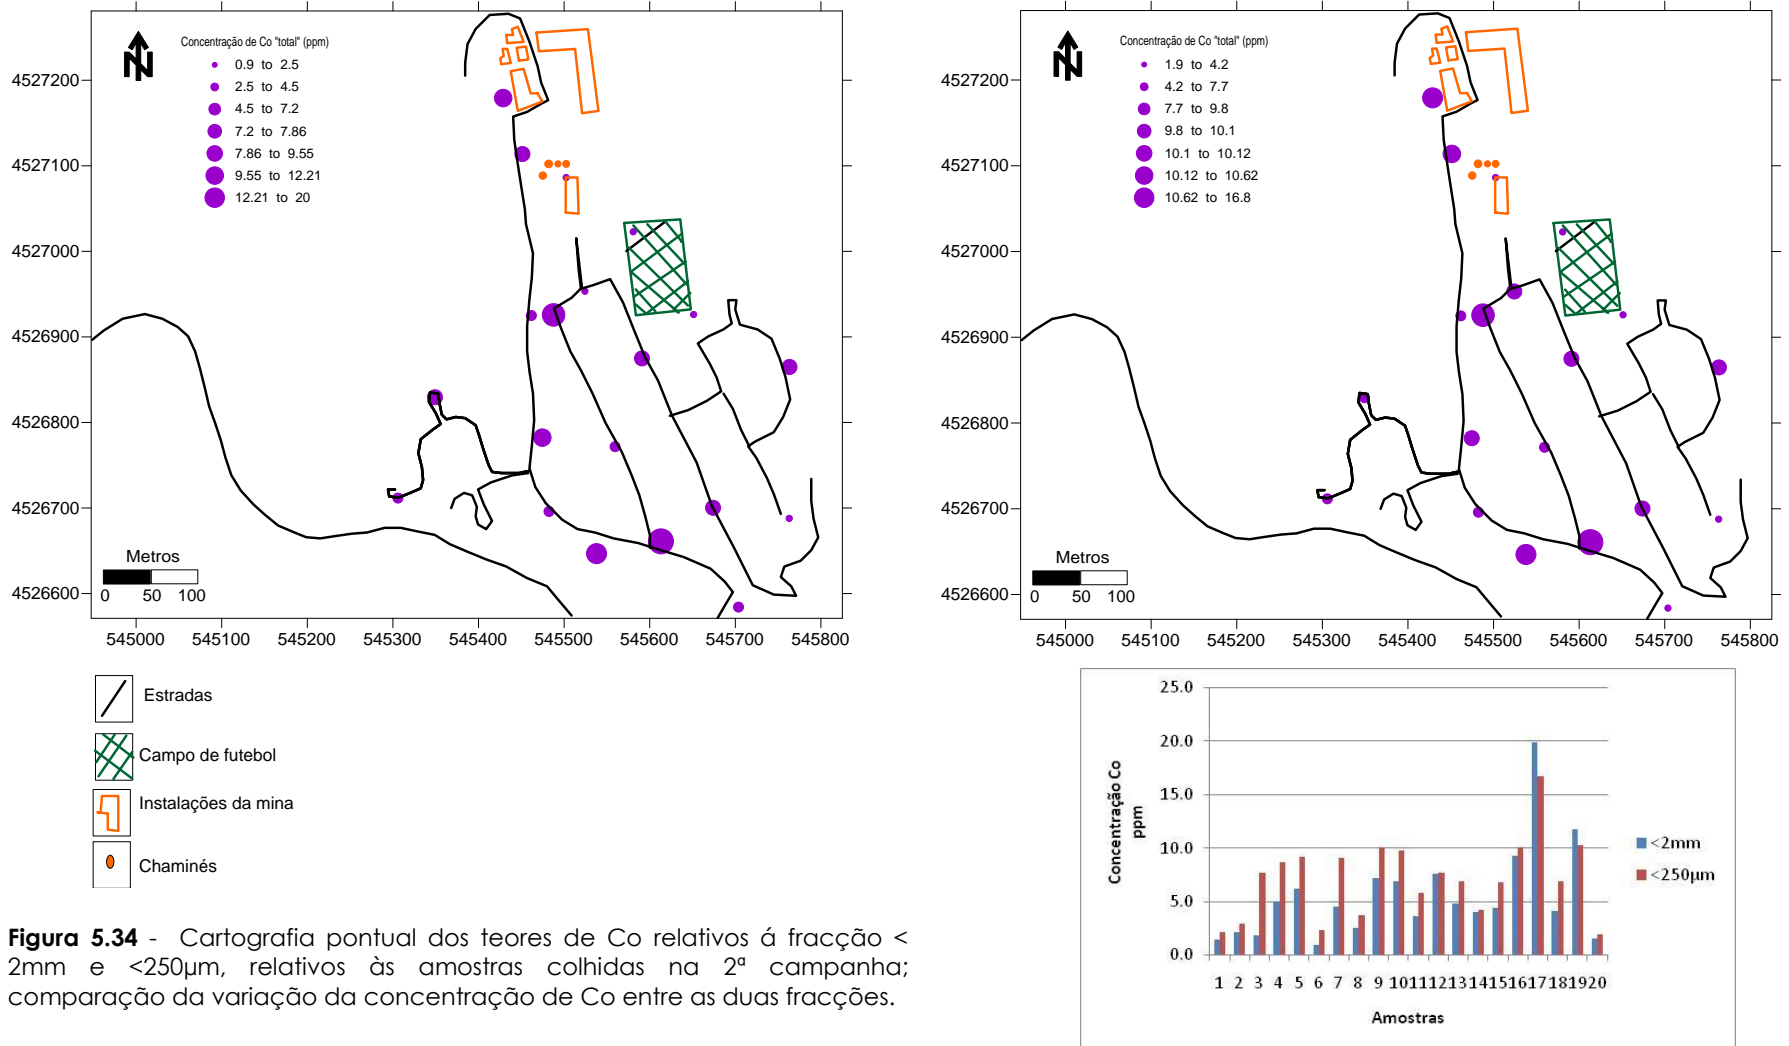 Concentração de Co "total" (ppm)
0.9 to 2.5
2.5 to 4.5
4.5 to 7.2
7.2 to 7.86
7.86 to 9.55
9.55 to 12.21
12.21 to 20
N
4527200
4527100
4527000
4526900
4526800
4526700
4526600
Metros
0 50 100
545000 545100 545200 545300 545400 545500 545600 545700 545800
Concentração de Co "total" (ppm)
1.9 to 4.2
4.2 to 7.7
7.7 to 9.8
9.8 to 10.1
10.1 to 10.12
10.12 to 10.62
10.62 to 16.8
N
4527200
4527100
4527000
4526900
4526800
4526700
4526600
Metros
0 50 100
545000 545100 545200 545300 545400 545500 545600 545700 545800
Estradas
Campo de futebol
Instalações da mina
Chaminés
Figura 5.34 - Cartografia pontual dos teores de Co relativos á fracção <
2mm e <250µm, relativos às amostras colhidas na 2ª campanha;
comparação da variação da concentração de Co entre as duas fracções.
Concentração Co
ppm
25.0
20.0
15.0
10.0
5.0
0.0
1 2 3 4 5 6 7 8 9 10 11 12 13 14 15 16 17 18 19 20
Amostras
<2mm
<250µm